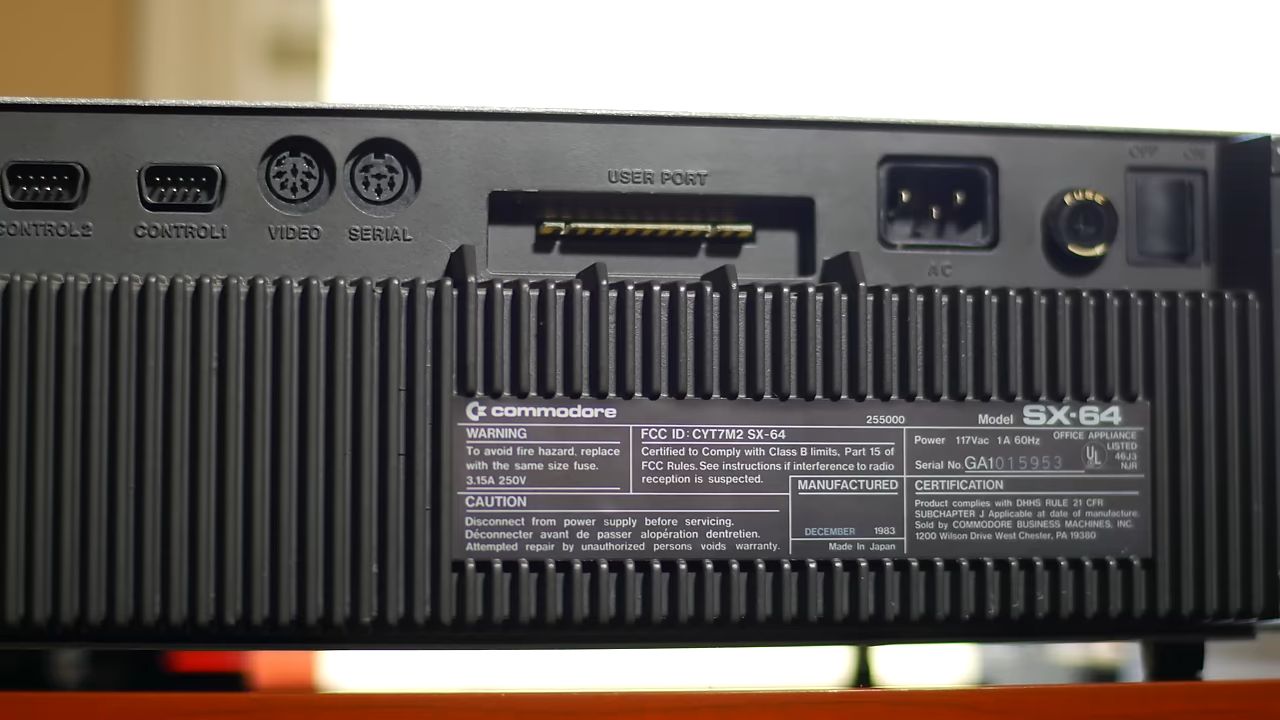 OFF ON
USER PORT
FUSE
CONTROL2 CONTROL1 VIDEO SERIAL
AC
commodore 255000 Model SX-64
WARNING
To avoid fire hazard, replace
with the same size fuse.
3.15A 250V
FCC ID: CYT7M2 SX-64
Certified to Comply with Class B limits, Part 15 of
FCC Rules. See instructions if interference to radio
reception is suspected.
Power 117Vac 1A 60Hz
Serial No. GA1015953
OFFICE APPLIANCE
UL LISTED
46J3
NJR
CAUTION
Disconnect from power supply before servicing.
Déconnecter avant de passer alopération dentretien.
Attempted repair by unauthorized persons voids warranty.
MANUFACTURED
DECEMBER 1983
Made In Japan
CERTIFICATION
Product complies with DHHS RULE 21 CFR
SUBCHAPTER J Applicable at date of manufacture.
Sold by COMMODORE BUSINESS MACHINES, INC.
1200 Wilson Drive West Chester, PA 19380